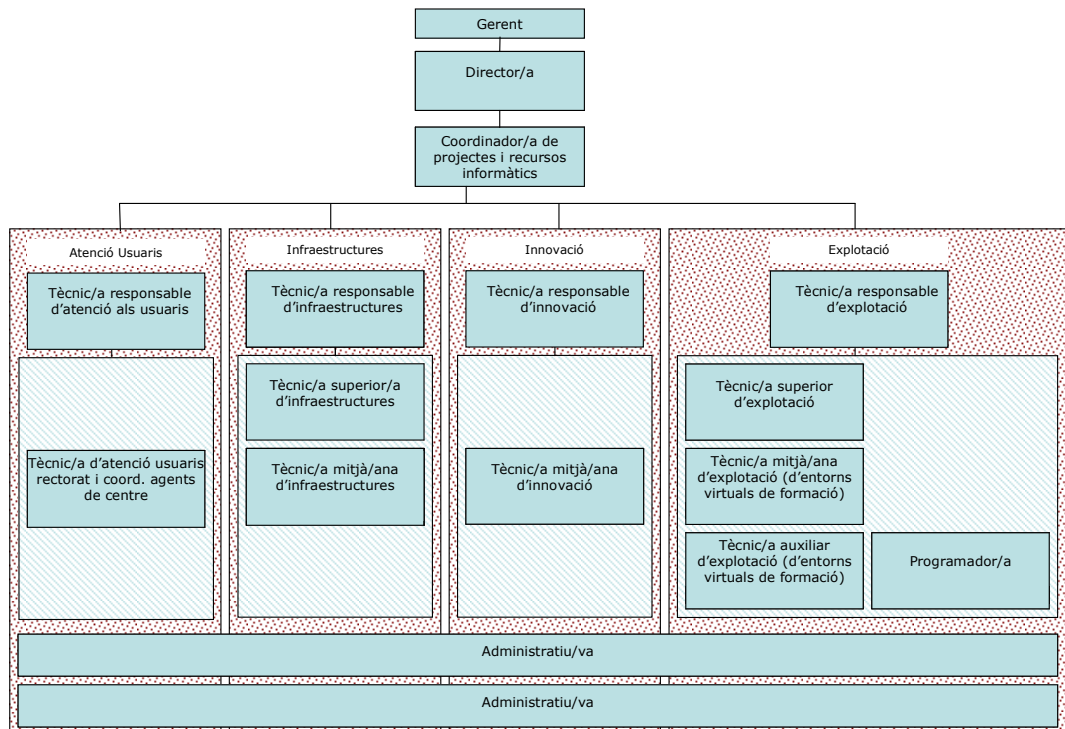 Gerent
Director/a
Coordinador/a de
projectes i recursos
informàtics
Atenció Usuaris
Tècnic/a responsable
d'atenció als usuaris
Tècnic/a d'atenció usuaris
rectorat i coord. agents
de centre
Infraestructures
Tècnic/a responsable
d'infraestructures
Tècnic/a superior/a
d'infraestructures
Tècnic/a mitjà/ana
d'infraestructures
Innovació
Tècnic/a responsable
d'innovació
Tècnic/a mitjà/ana
d'innovació
Explotació
Tècnic/a responsable
d'explotació
Tècnic/a superior
d'explotació
Tècnic/a mitjà/ana
d'explotació (d'entorns
virtuals de formació)
Tècnic/a auxiliar
d'explotació (d'entorns
virtuals de formació)
Programador/a
Administratiu/va
Administratiu/va